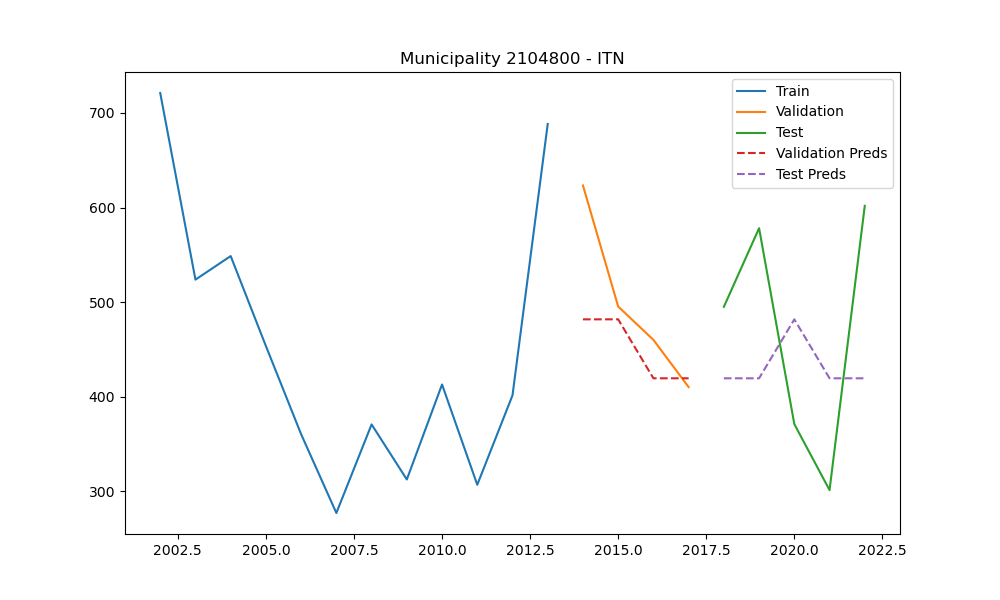 Municipality 2104800 - ITN
700
600
500
400
300
Train
Validation
Test
Validation Preds
Test Preds
2002.5 2005.0 2007.5 2010.0 2012.5 2015.0 2017.5 2020.0 2022.5